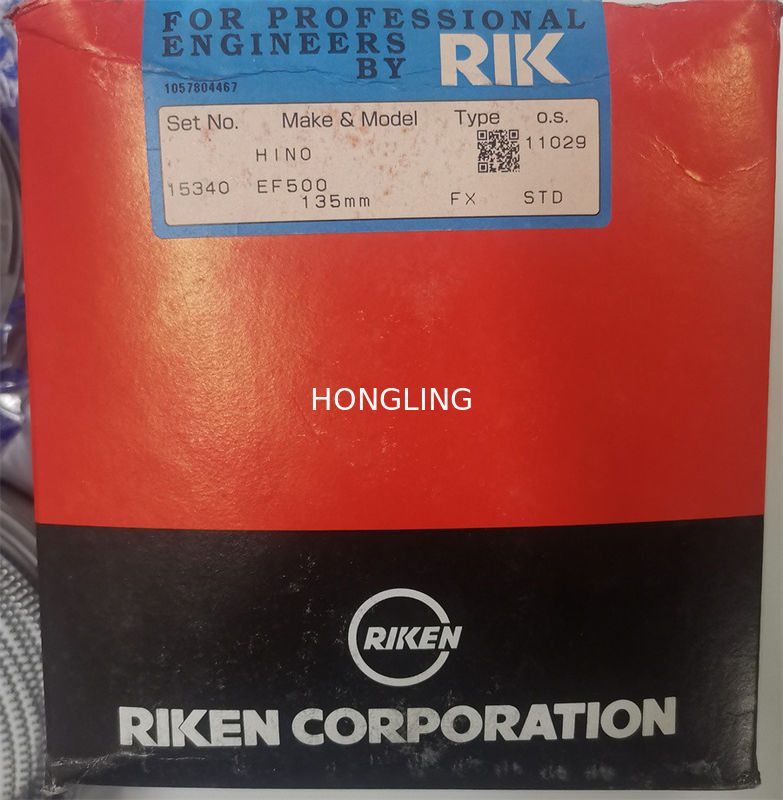 FOR PROFESSIONAL
ENGINEERS
BY RIK
1057804467
Set No. Make & Model Type o.s.
11029
HINO
15340 EF500
135mm FX STD
HONGLING
RIKEN
RIKEN CORPORATION